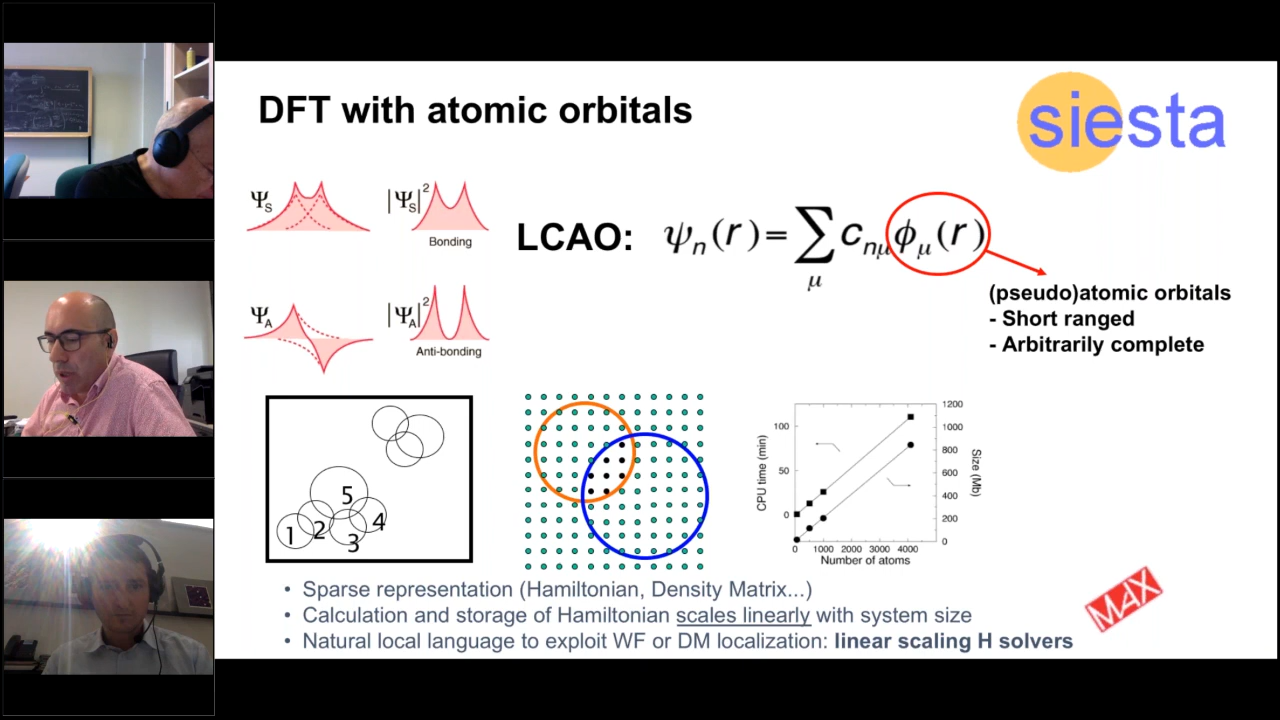 DFT with atomic orbitals
siesta
Ψ_S
|Ψ_S|²
Bonding
LCAO: ψ_n(r) = ∑_μ c_nμ ϕ_μ(r)
(pseudo)atomic orbitals
- Short ranged
- Arbitrarily complete
Ψ_A
|Ψ_A|²
Anti-bonding
1 2 3 4 5
CPU time (min)
100
50
0
1200
1000
800
600
400
200
0
Size (Mb)
0 1000 2000 3000 4000
Number of atoms
• Sparse representation (Hamiltonian, Density Matrix...)
• Calculation and storage of Hamiltonian scales linearly with system size
• Natural local language to exploit WF or DM localization: linear scaling H solvers
MAX